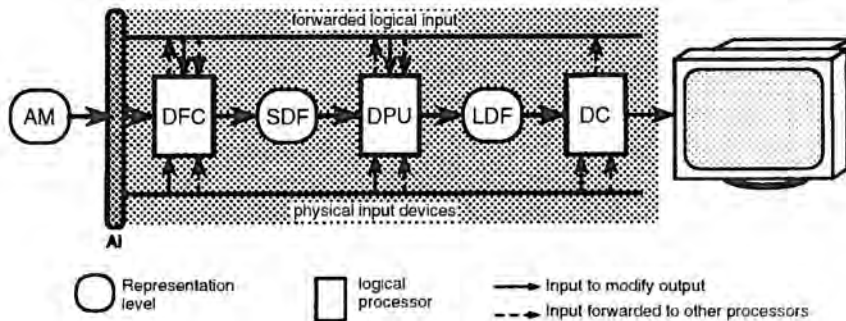 forwarded logical input
AM
DFC
SDF
DPU
LDF
DC
physical input devices
AI
Representation level
logical processor
Input to modify output
Input forwarded to other processors